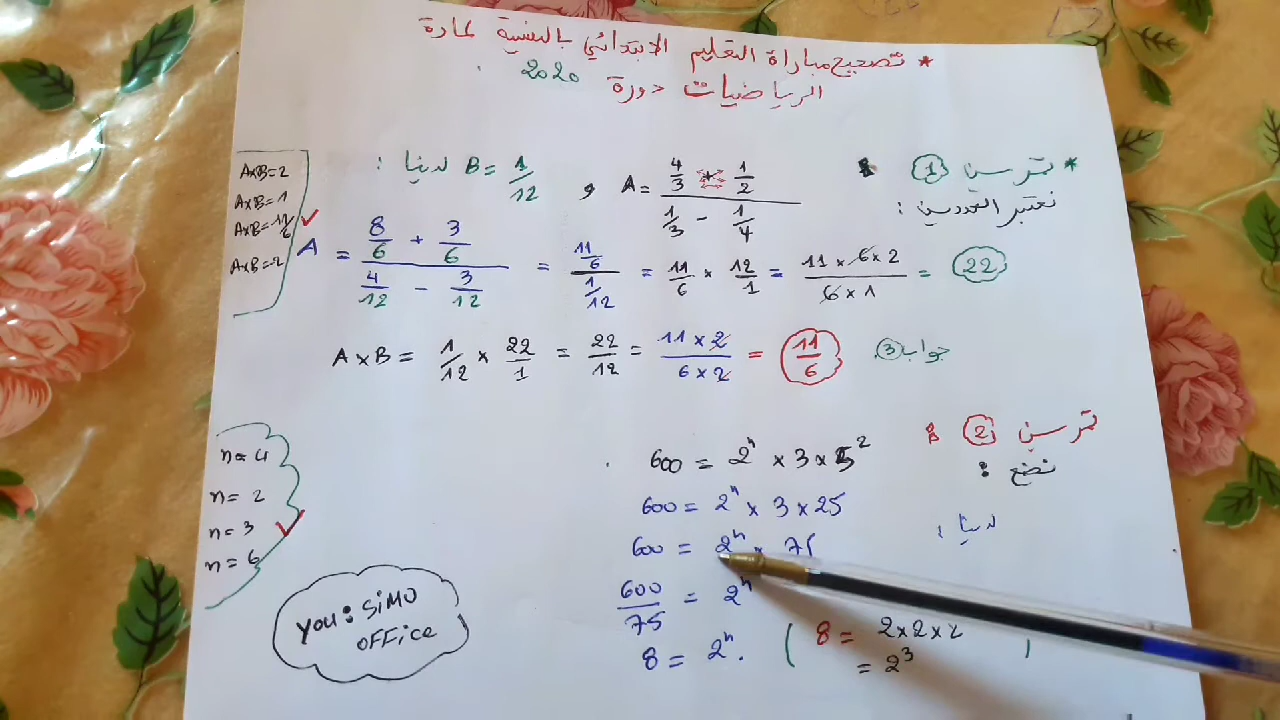 * تصحيح مباراة التعليم الابتدائي بالنسبة لمادة
الرياضيات دورة 2020
* تمرين 1 :
نعتبر العددين :
A = (4/3 + 1/2) / (1/3 - 1/4) و B = 1/12 لدينا :
A = (8/6 + 3/6) / (4/12 - 3/12) = (11/6) / (1/12) = 11/6 × 12/1 = (11 × 6 × 2) / (6 × 1) = 22
A×B = 1/12 × 22/1 = 22/12 = (11 × 2) / (6 × 2) = 11/6 جواب 3
A×B=2
A×B=1
A×B=11/6 ✓
A×B=-2
تمرين 2 :
نضع :
600 = 2^n × 3 × 5^2
لدينا :
600 = 2^n × 3 × 25
600 = 2^n × 75
600/75 = 2^n
8 = 2^n. ( 8 = 2×2×2
= 2^3 )
n=4
n=2
n=3 ✓
n=6
you: SiMO
OFFICE